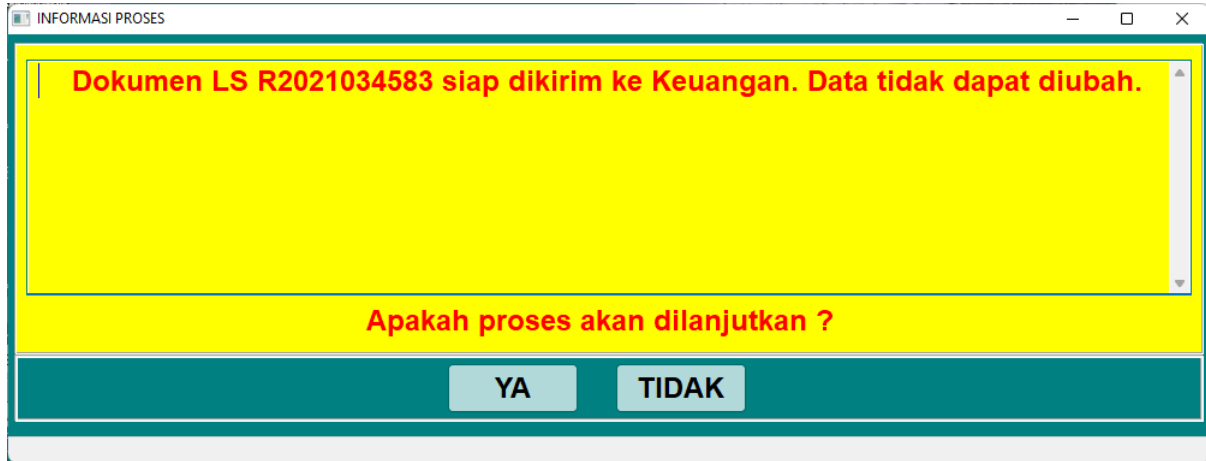 INFORMASI PROSES
Dokumen LS R2021034583 siap dikirim ke Keuangan. Data tidak dapat diubah.
Apakah proses akan dilanjutkan ?
YA
TIDAK